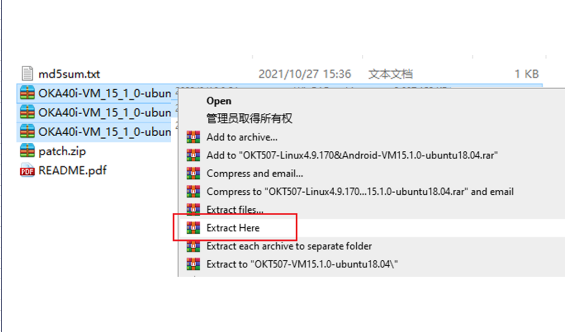 md5sum.txt 2021/10/27 15:36 文本文档 1 KB
OKA40i-VM_15_1_0-ubun
OKA40i-VM_15_1_0-ubun
OKA40i-VM_15_1_0-ubun
patch.zip
README.pdf
Open
管理员取得所有权
Add to archive...
Add to "OKT507-Linux4.9.170&Android-VM15.1.0-ubuntu18.04.rar"
Compress and email...
Compress to "OKT507-Linux4.9.170...15.1.0-ubuntu18.04.rar" and email
Extract files...
Extract Here
Extract each archive to separate folder
Extract to "OKT507-VM15.1.0-ubuntu18.04\"